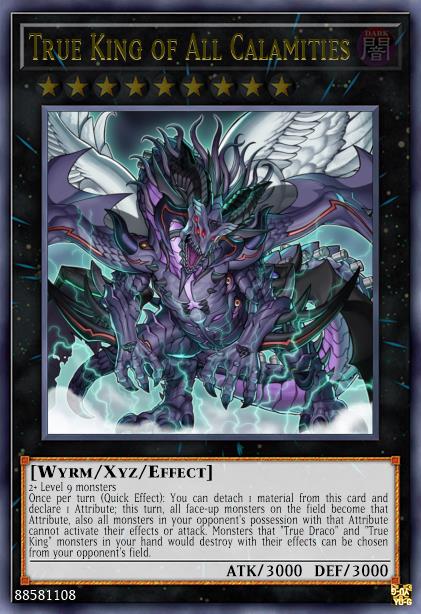 True King of All Calamities
DARK
闇
[Wyrm/Xyz/Effect]
2+ Level 9 monsters
Once per turn (Quick Effect): You can detach 1 material from this card and
declare 1 Attribute; this turn, all face-up monsters on the field become that
Attribute, also all monsters in your opponent's possession with that Attribute
cannot activate their effects or attack. Monsters that "True Draco" and "True
King" monsters in your hand would destroy with their effects can be chosen
from your opponent's field.
ATK/3000 DEF/3000
88581108